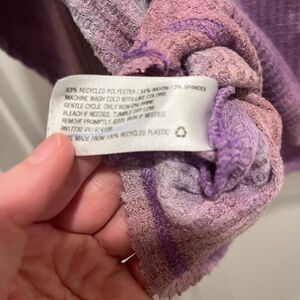 63% RECYCLED POLYESTER / 34% RAYON / 3% SPANDEX
MACHINE WASH COLD WITH LIKE COLORS.
GENTLE CYCLE. ONLY NON-CHLORINE
BLEACH IF NEEDED. TUMBLE DRY LOW.
REMOVE PROMPTLY. COOL IRON IF NEEDED.
RN17730
MADE FROM 100% RECYCLED PLASTIC